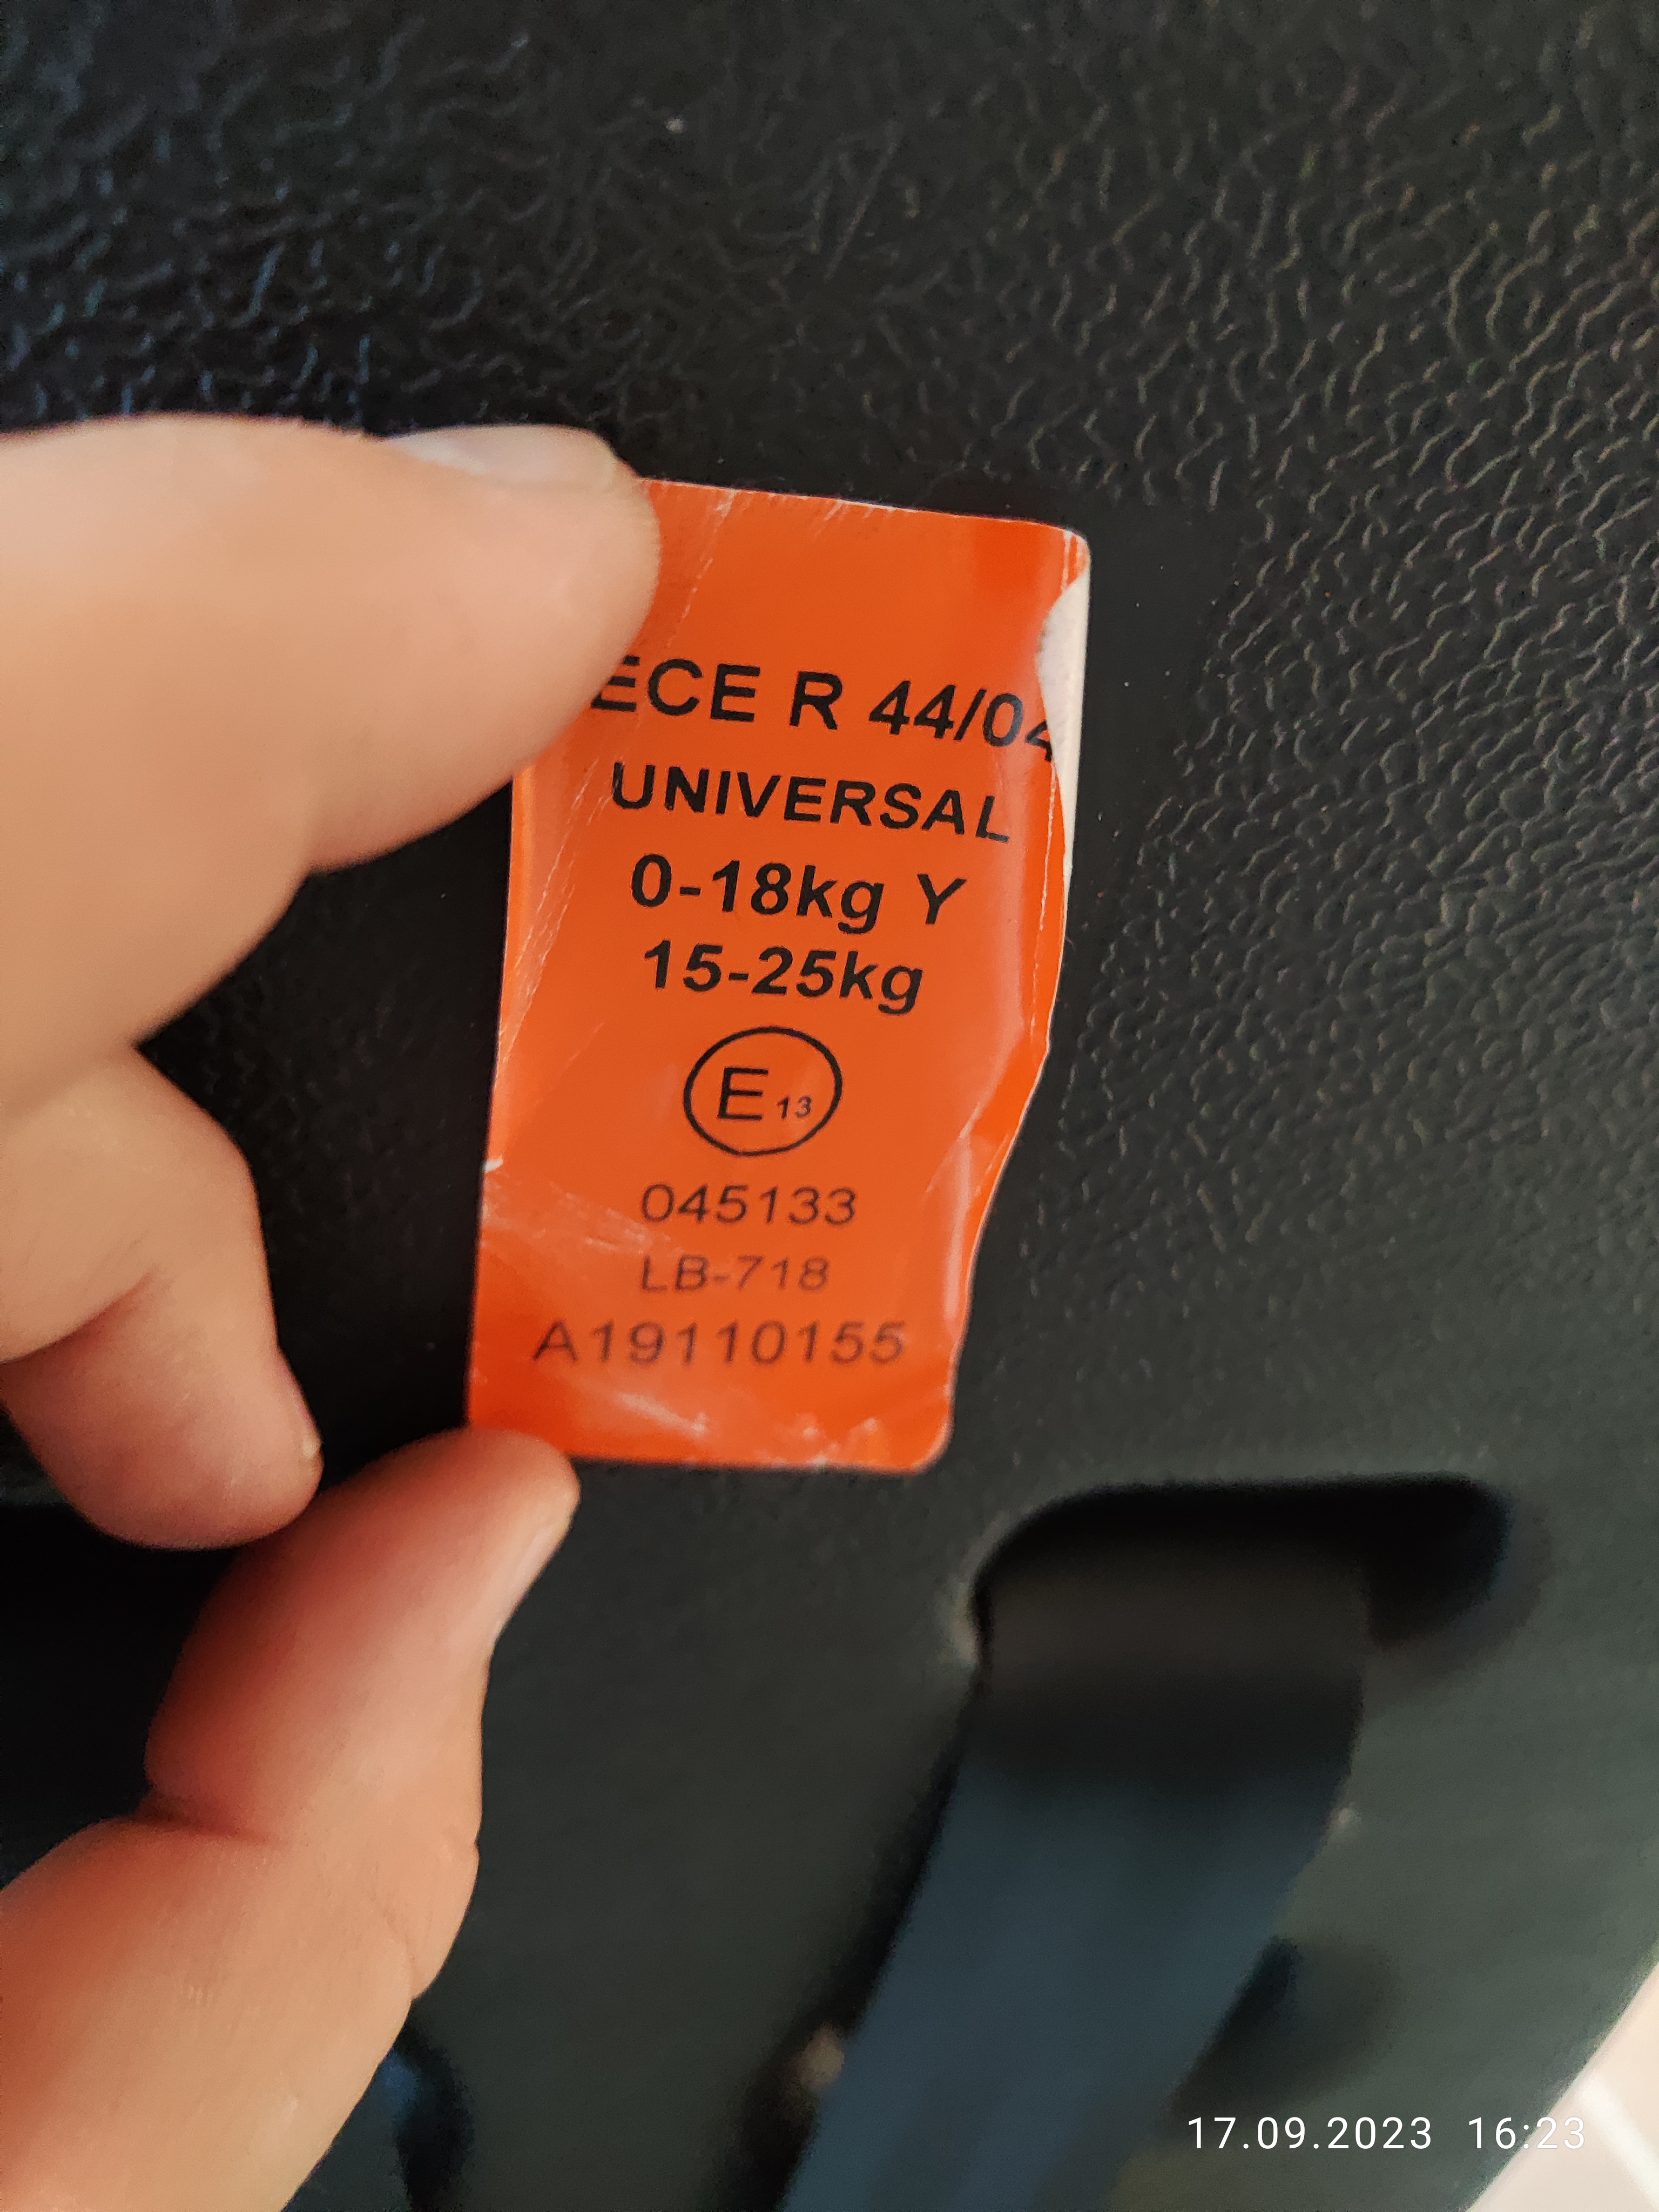 ECE R 44/04
UNIVERSAL
0-18kg Y
15-25kg
E 13
045133
LB-718
A19110155
17.09.2023 16:23